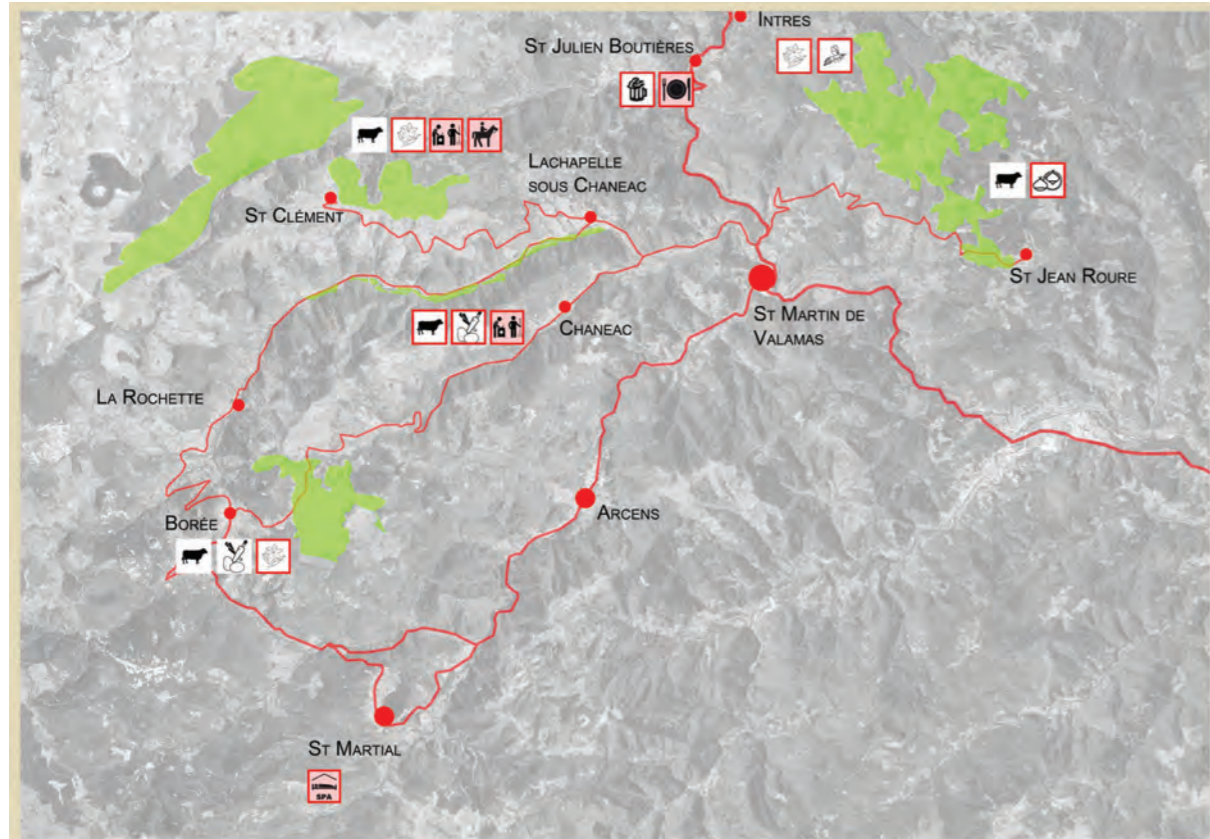 INTRES
ST JULIEN BOUTIÈRES
LACHAPELLE
SOUS CHANEAC
ST CLÉMENT
ST JEAN ROURE
ST MARTIN DE
VALAMAS
CHANEAC
LA ROCHETTE
ARCENS
BORÉE
ST MARTIAL
SPA